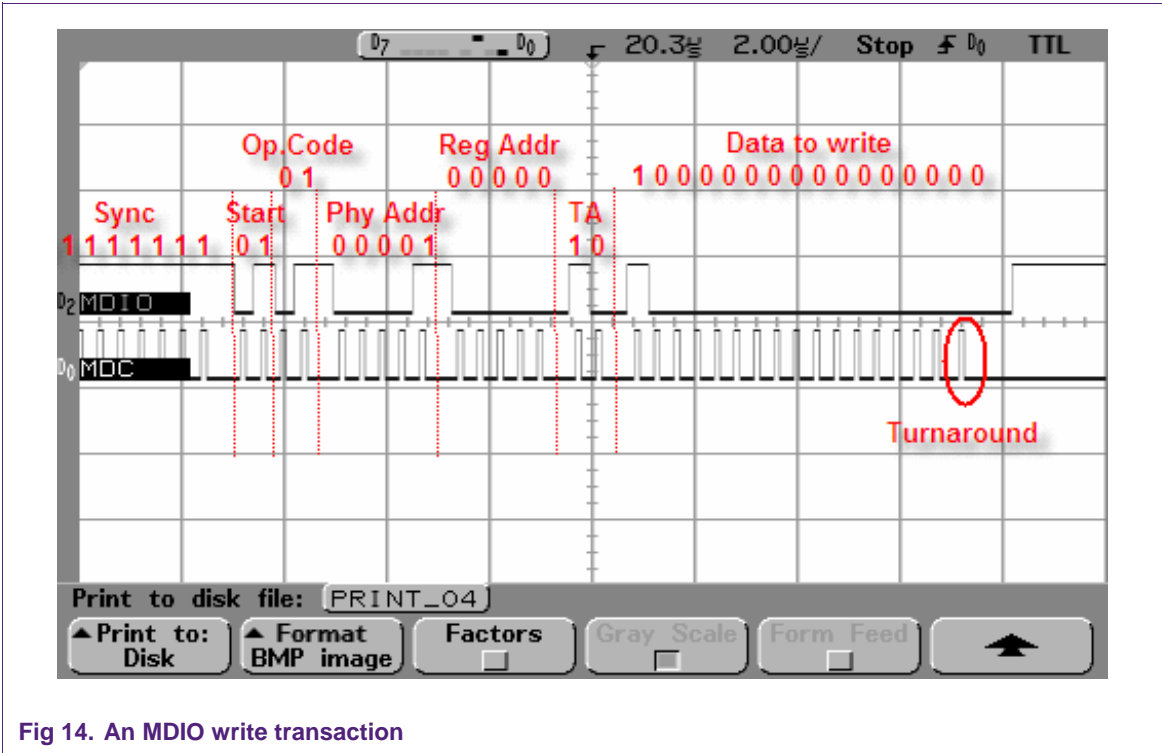 D7 D0 20.3µs 2.00µs/ Stop D0 TTL
Op.Code Reg Addr Data to write
0 1 0 0 0 0 0 1 0 0 0 0 0 0 0 0 0 0 0 0 0 0 0
Sync Start Phy Addr TA
1 1 1 1 1 1 1 0 1 0 0 0 0 1 1 0
D2 MDIO
D0 MDC
Turnaround
Print to disk file: PRINT_04
Print to: Format Factors Gray Scale Form Feed
Disk BMP image
Fig 14. An MDIO write transaction